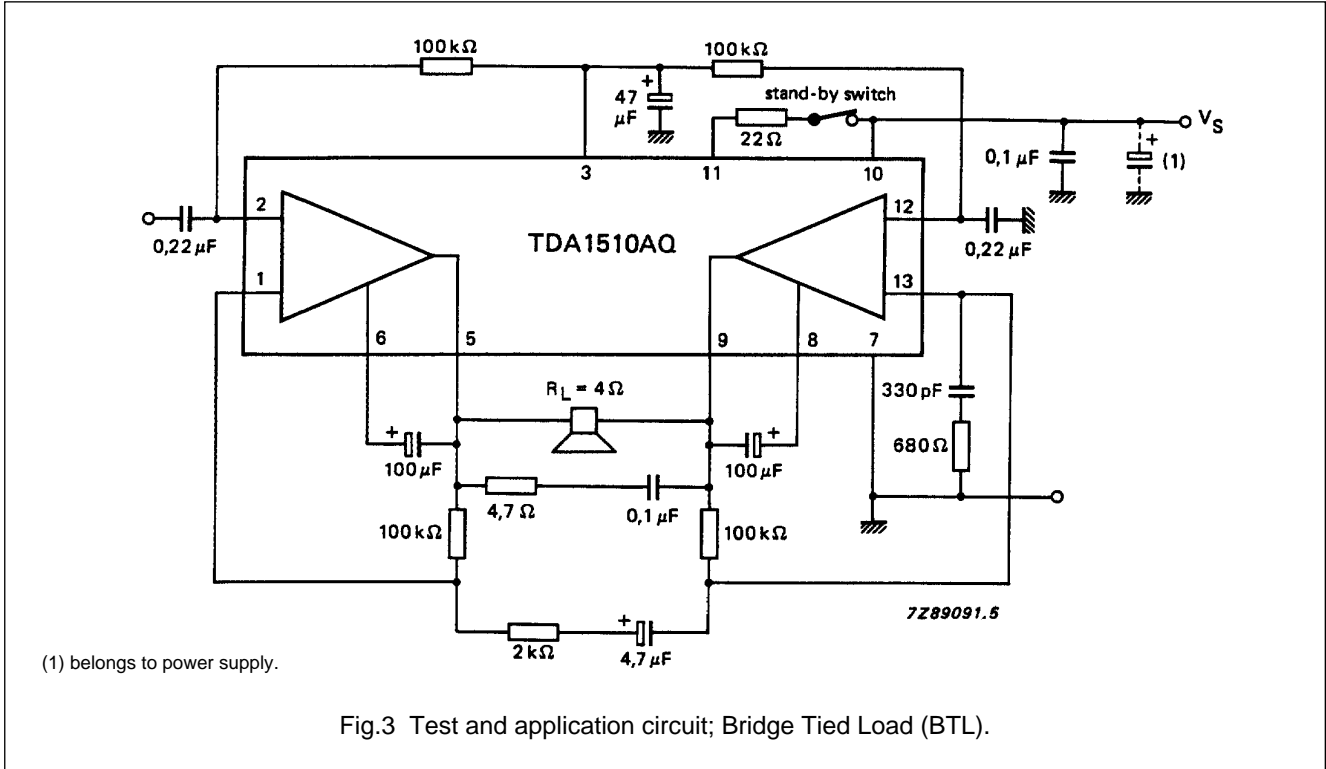 100 kΩ
100 kΩ
+
47
μF
stand-by switch
22 Ω
V_S
0,1 μF
+
(1)
3
11
10
2
0,22 μF
1
TDA1510AQ
12
0,22 μF
13
6
5
9
8
7
R_L = 4 Ω
330 pF
680 Ω
+
100 μF
+
100 μF
4,7 Ω
0,1 μF
100 kΩ
100 kΩ
2 kΩ
+
4,7 μF
7Z89091.5
(1) belongs to power supply.
Fig.3 Test and application circuit; Bridge Tied Load (BTL).